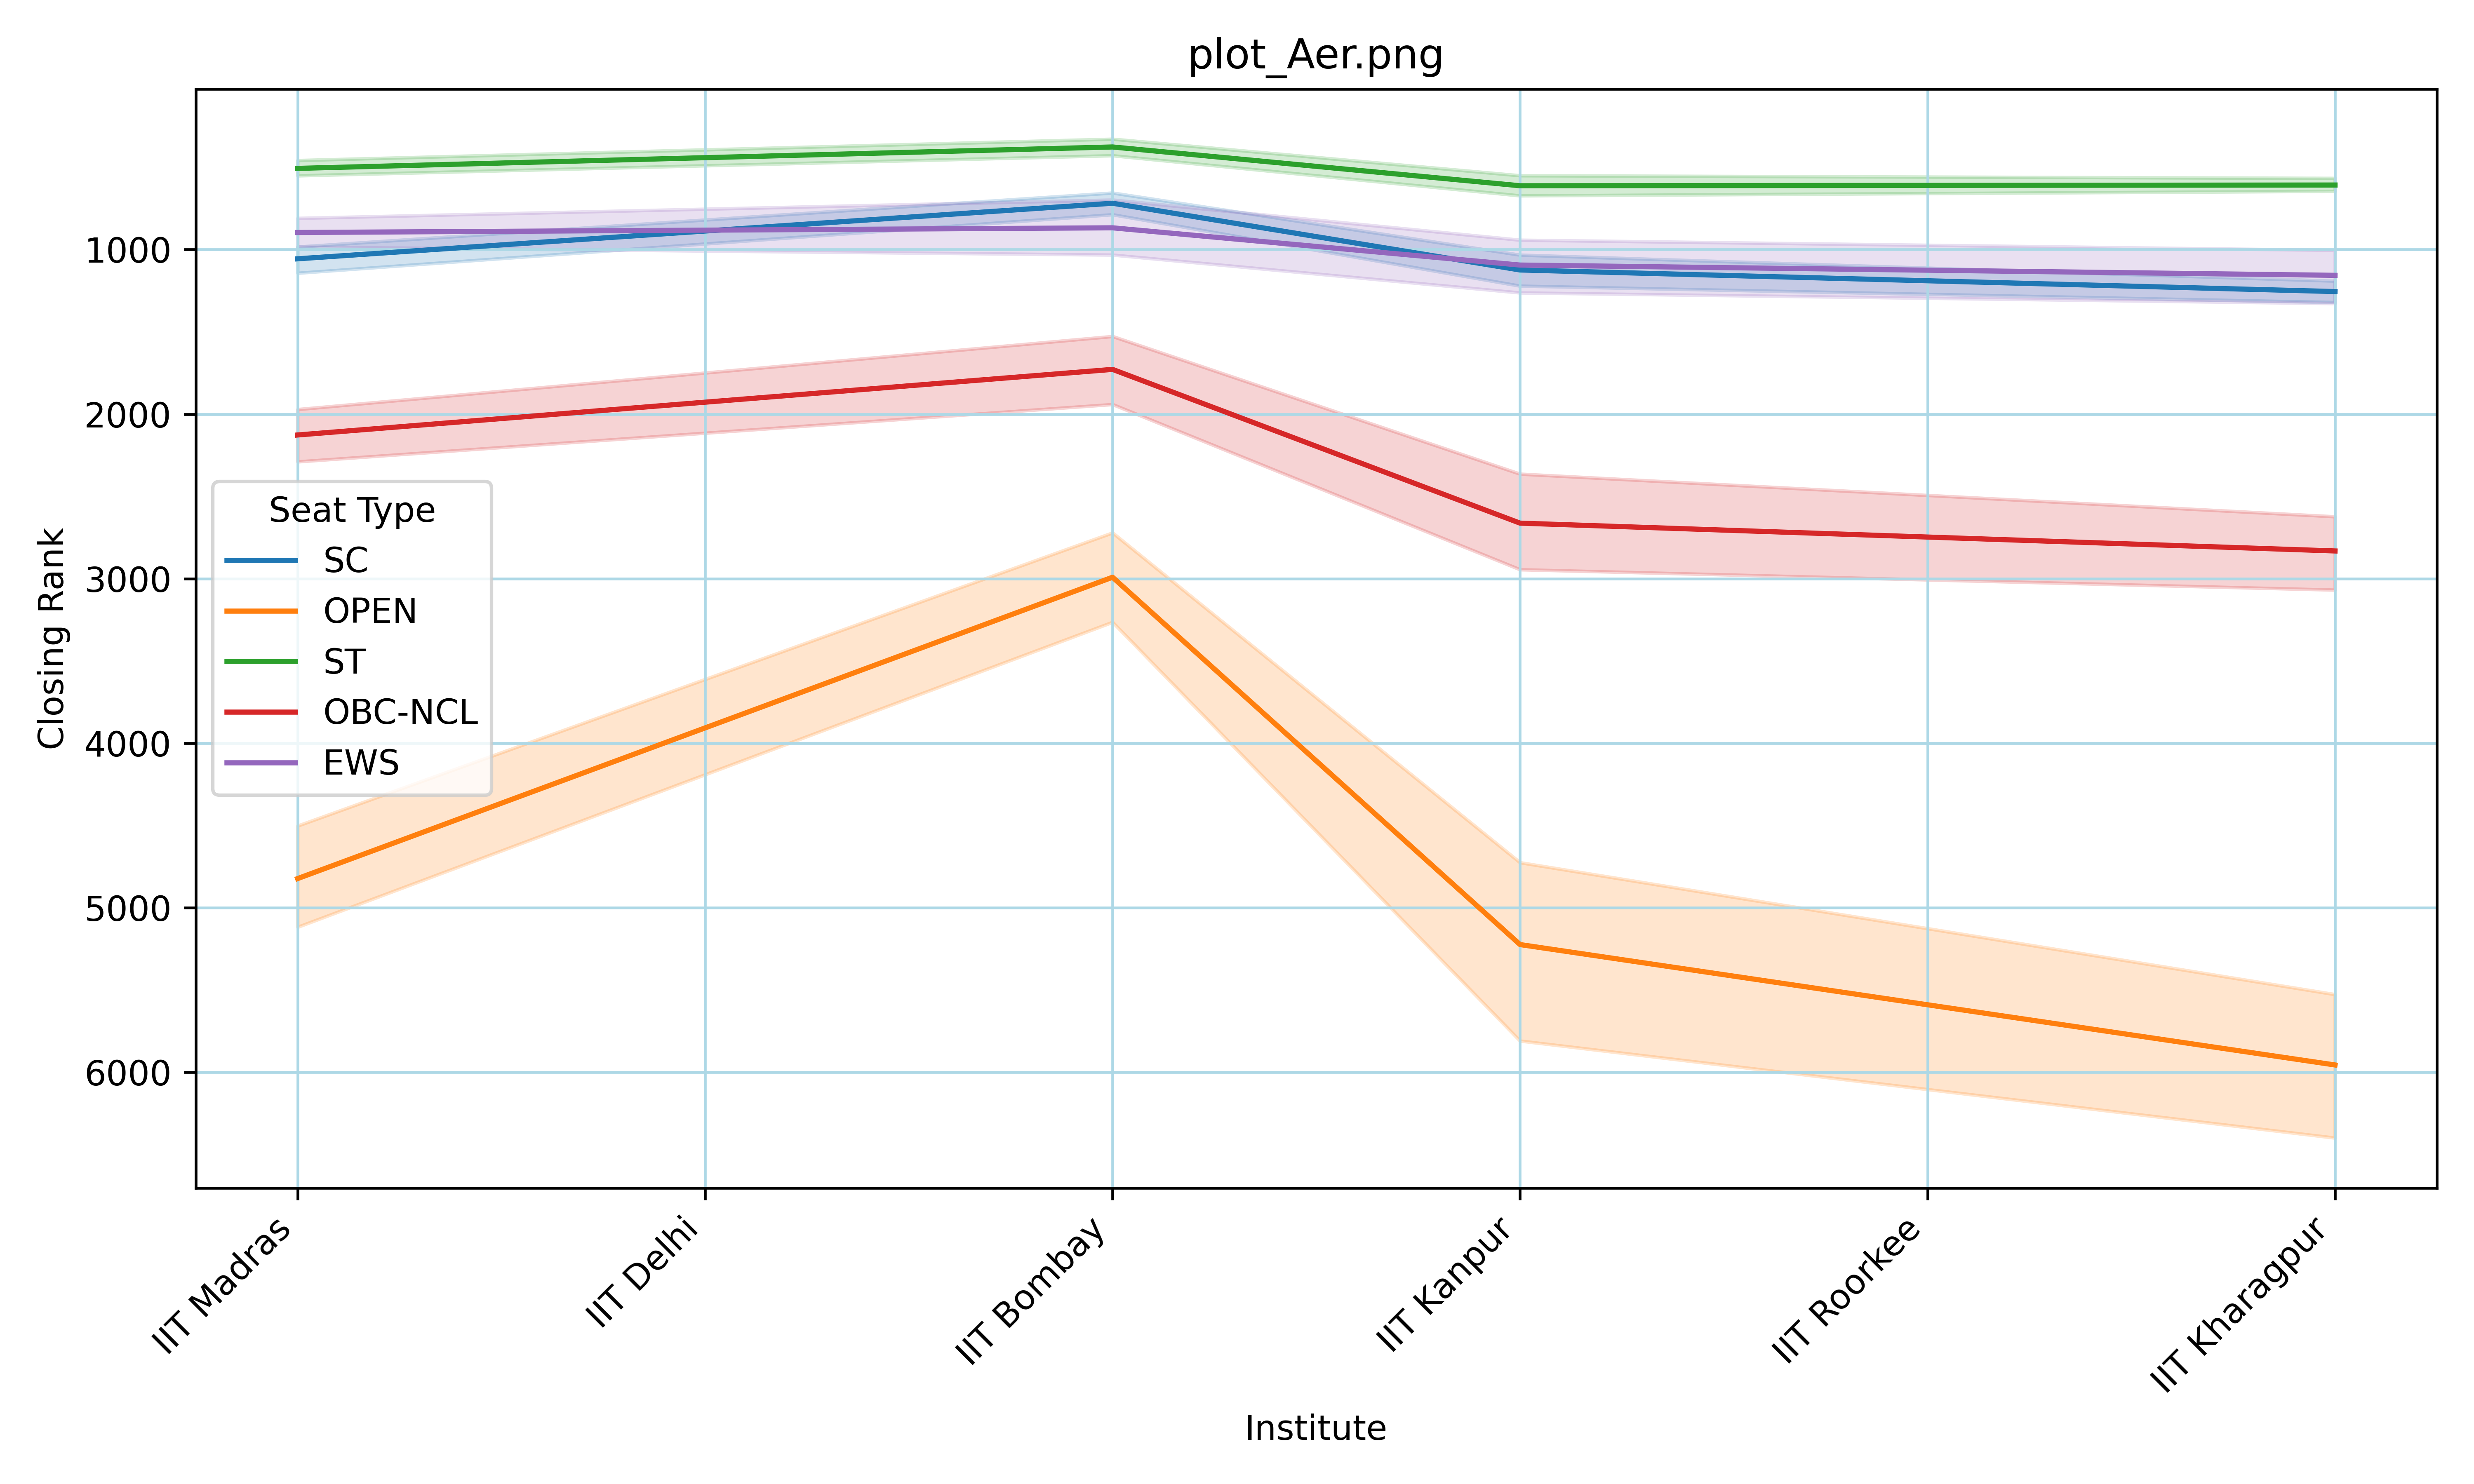 plot_Aer.png
1000
2000
3000
4000
5000
6000
Closing Rank
Seat Type
SC
OPEN
ST
OBC-NCL
EWS
IIT Madras
IIT Delhi
IIT Bombay
IIT Kanpur
IIT Roorkee
IIT Kharagpur
Institute